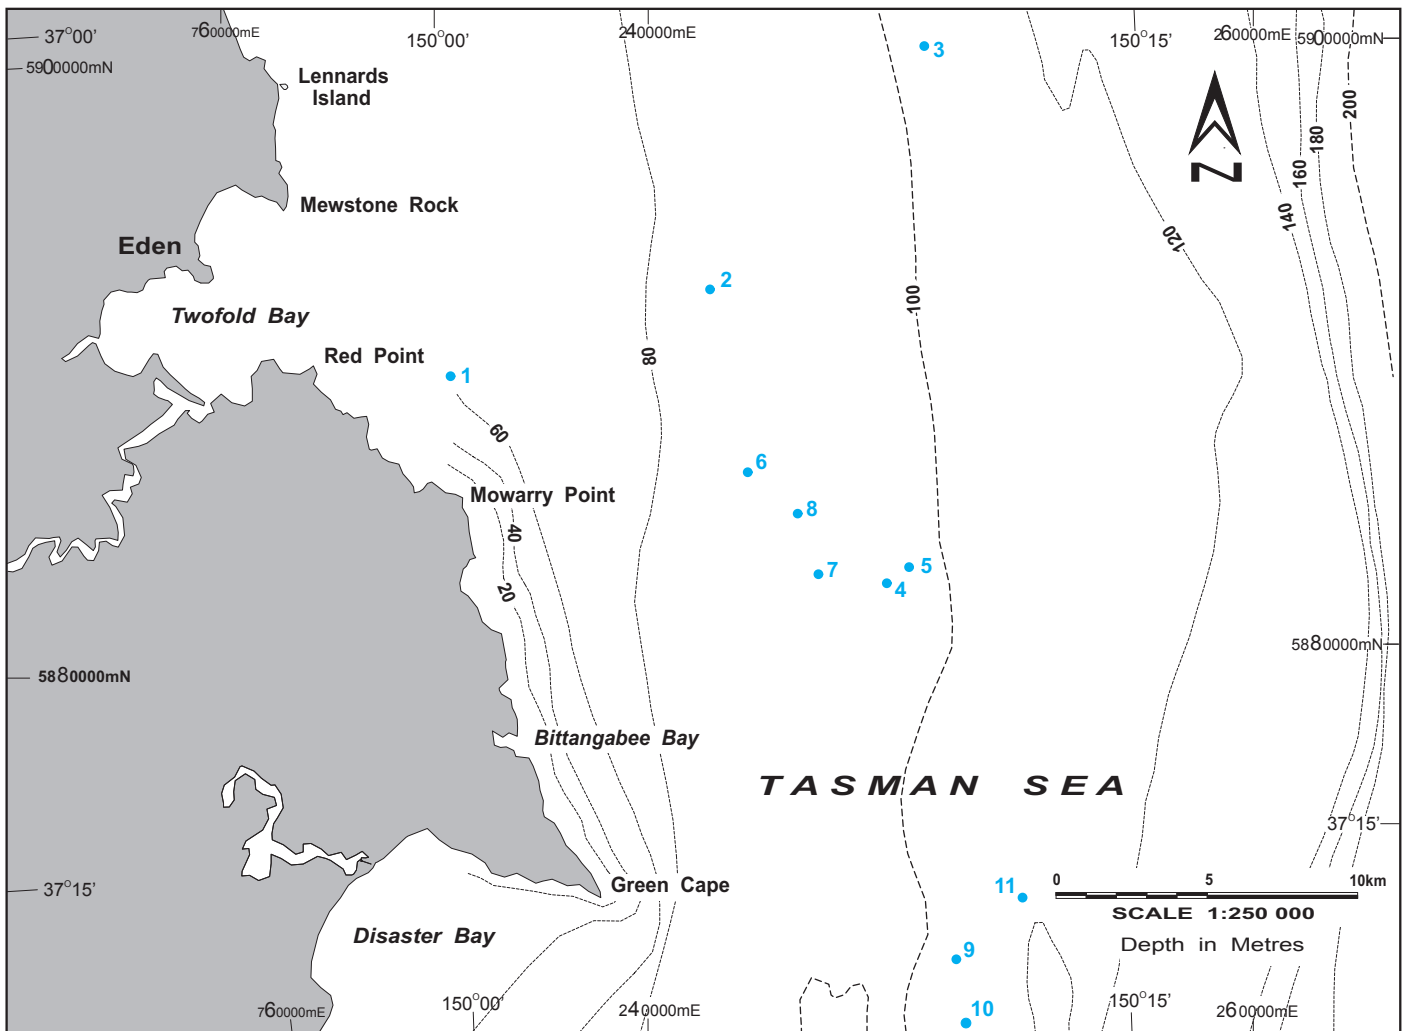 37°00'
760000mE
150°00'
240000mE
150°15'
260000mE
5900000mN
5900000mN
Lennards
Island
3
200
180
160
140
120
100
80
N
Mewstone Rock
Eden
2
Twofold Bay
Red Point
1
60
6
Mowarry Point
8
40
5
7
4
20
5880000mN
5880000mN
Bittangabee Bay
TASMAN SEA
37°15'
37°15'
Green Cape
11
0 5 10km
SCALE 1:250 000
Depth in Metres
Disaster Bay
9
10
760000mE
150°00'
240000mE
150°15'
260000mE